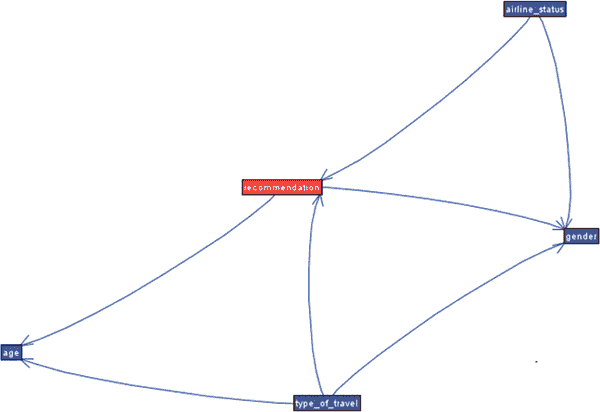 airline_status
recommendation
gender
age
type_of_travel